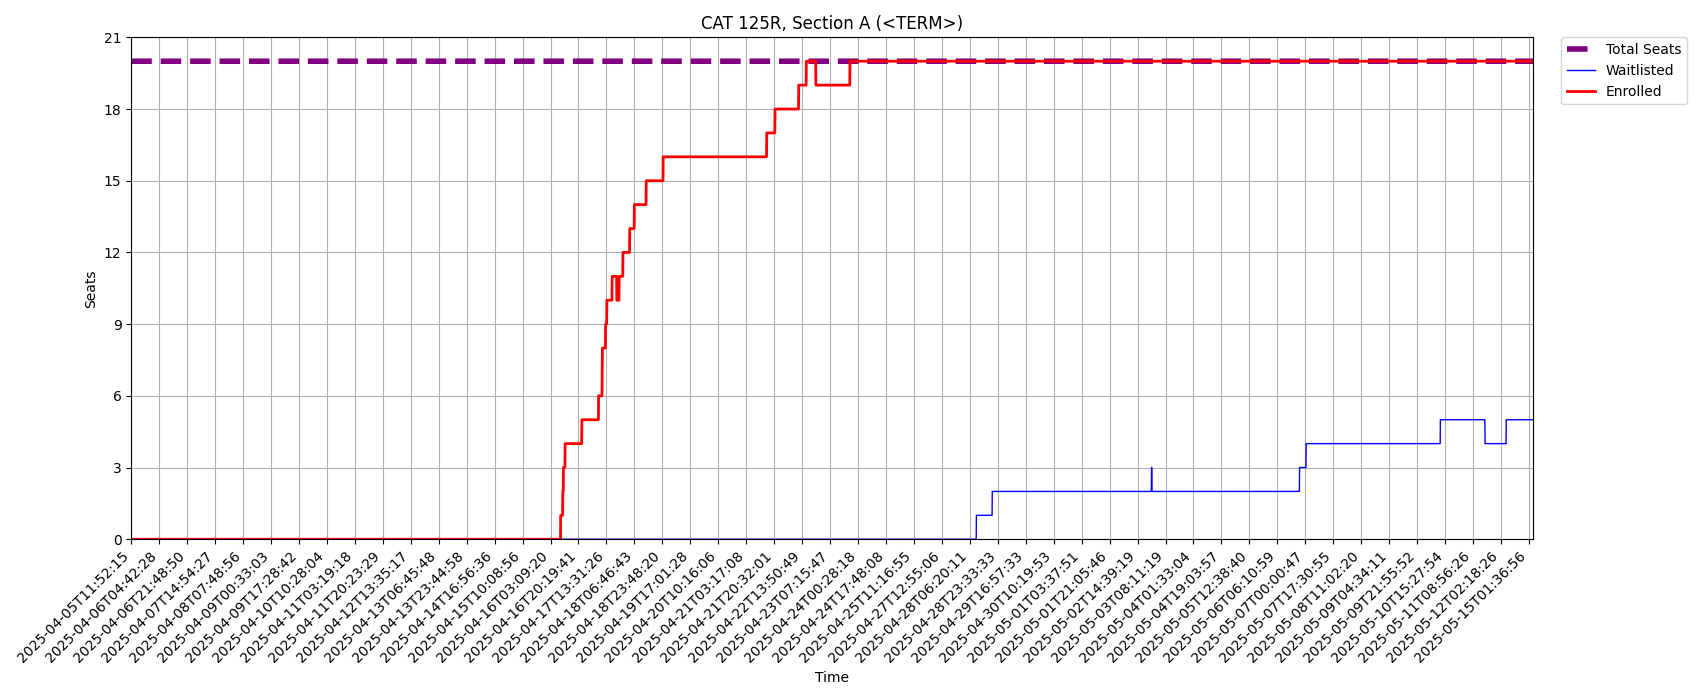 CAT 125R, Section A (<TERM>)
Total Seats
Waitlisted
Enrolled
Seats
21
18
15
12
9
6
3
0
2025-04-05T11:52:15
2025-04-06T04:42:28
2025-04-06T21:48:50
2025-04-07T14:54:27
2025-04-08T07:48:56
2025-04-09T00:33:03
2025-04-09T17:28:42
2025-04-10T10:28:04
2025-04-11T03:19:18
2025-04-11T20:23:29
2025-04-12T13:35:17
2025-04-13T06:45:48
2025-04-13T23:44:58
2025-04-14T16:56:36
2025-04-15T10:08:56
2025-04-16T03:09:20
2025-04-16T20:19:41
2025-04-17T13:31:26
2025-04-18T06:46:43
2025-04-18T23:48:20
2025-04-19T17:01:28
2025-04-20T10:16:06
2025-04-21T03:17:08
2025-04-21T20:32:01
2025-04-22T13:50:49
2025-04-23T07:15:47
2025-04-24T00:28:18
2025-04-24T17:48:08
2025-04-25T11:16:55
2025-04-27T12:55:06
2025-04-28T06:20:11
2025-04-28T23:33:33
2025-04-29T16:57:33
2025-04-30T10:19:53
2025-05-01T03:37:51
2025-05-01T21:05:46
2025-05-02T14:39:19
2025-05-03T08:11:19
2025-05-04T01:33:04
2025-05-04T19:03:57
2025-05-05T12:38:40
2025-05-06T06:10:59
2025-05-07T00:00:47
2025-05-07T17:30:55
2025-05-08T11:02:20
2025-05-09T04:34:11
2025-05-09T21:55:52
2025-05-10T15:27:54
2025-05-11T08:56:26
2025-05-12T02:18:26
2025-05-15T01:36:56
Time